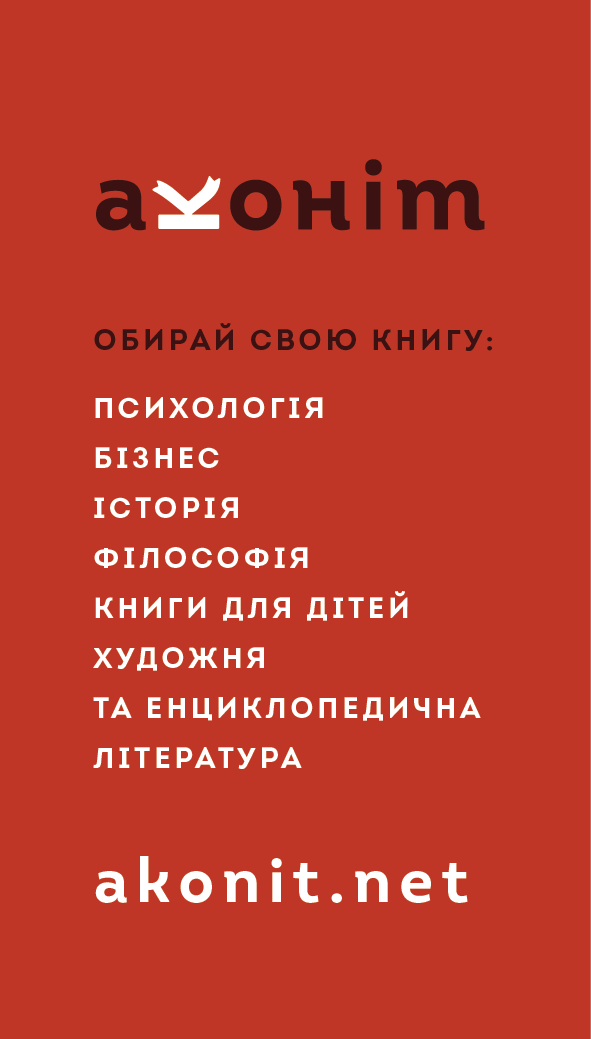 аконіт
ОБИРАЙ СВОЮ КНИГУ:
ПСИХОЛОГІЯ
БІЗНЕС
ІСТОРІЯ
ФІЛОСОФІЯ
КНИГИ ДЛЯ ДІТЕЙ
ХУДОЖНЯ
ТА ЕНЦИКЛОПЕДИЧНА
ЛІТЕРАТУРА
akonit.net